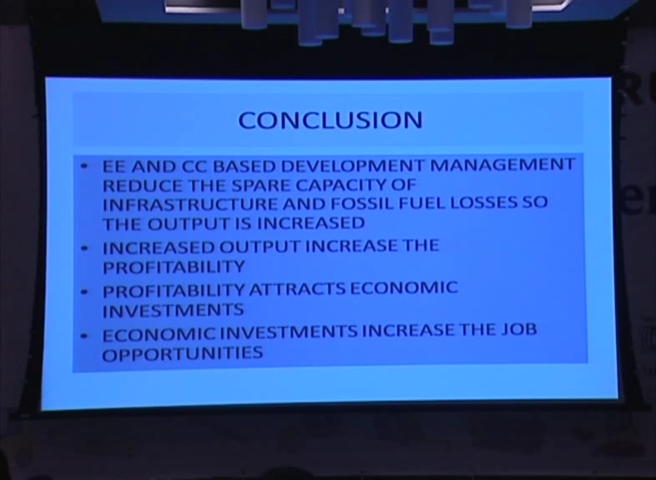 CONCLUSION
• EE AND CC BASED DEVELOPMENT MANAGEMENT
REDUCE THE SPARE CAPACITY OF
INFRASTRUCTURE AND FOSSIL FUEL LOSSES SO
THE OUTPUT IS INCREASED
• INCREASED OUTPUT INCREASE THE
PROFITABILITY
• PROFITABILITY ATTRACTS ECONOMIC
INVESTMENTS
• ECONOMIC INVESTMENTS INCREASE THE JOB
OPPORTUNITIES